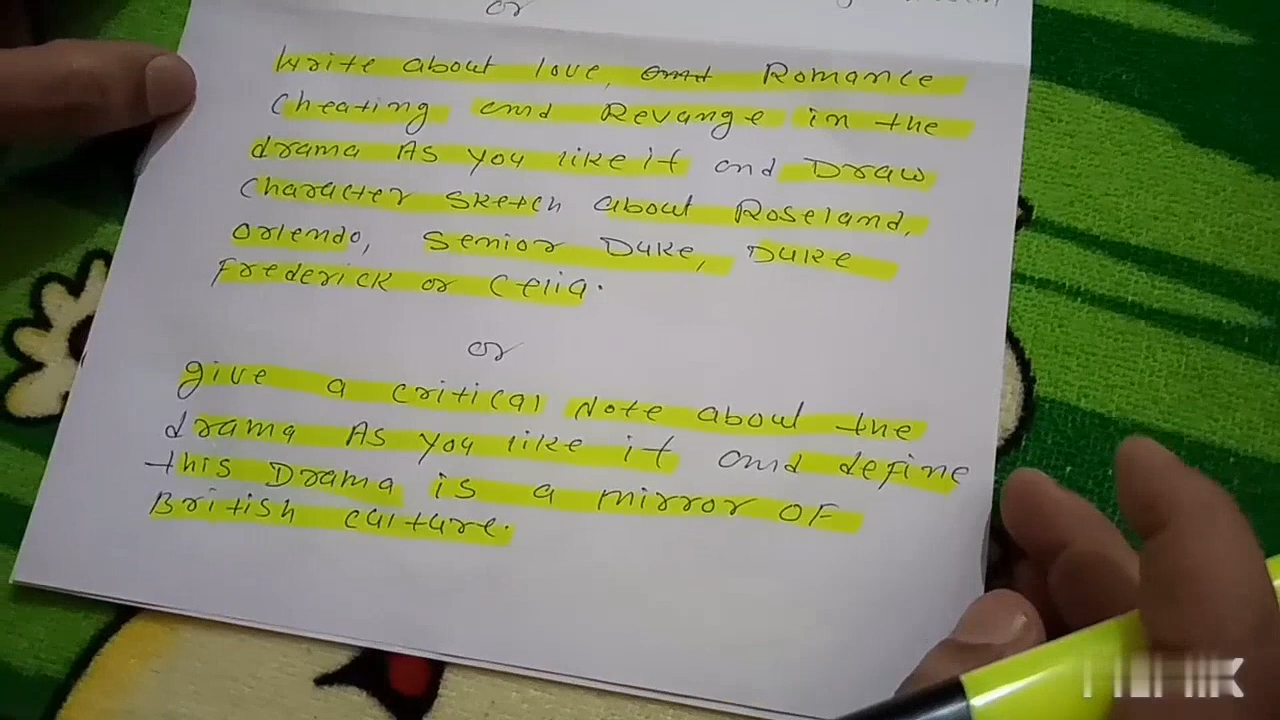 or
Write about love, Romance
Cheating and Revange in the
drama As you like it and Draw
Character Sketch about Roseland,
Orlendo, Senior Duke, Duke
Frederick or Celia.
or
give a critical Note about the
drama As you like it and define
this Drama is a mirror OF
British culture.